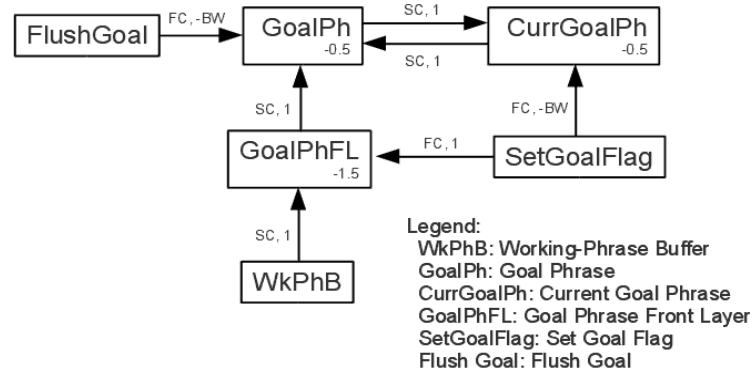 FlushGoal
FC, -BW
GoalPh
-0.5
SC, 1
SC, 1
CurrGoalPh
-0.5
SC, 1
FC, -BW
GoalPhFL
-1.5
FC, 1
SetGoalFlag
SC, 1
WkPhB
Legend:
WkPhB: Working-Phrase Buffer
GoalPh: Goal Phrase
CurrGoalPh: Current Goal Phrase
GoalPhFL: Goal Phrase Front Layer
SetGoalFlag: Set Goal Flag
Flush Goal: Flush Goal